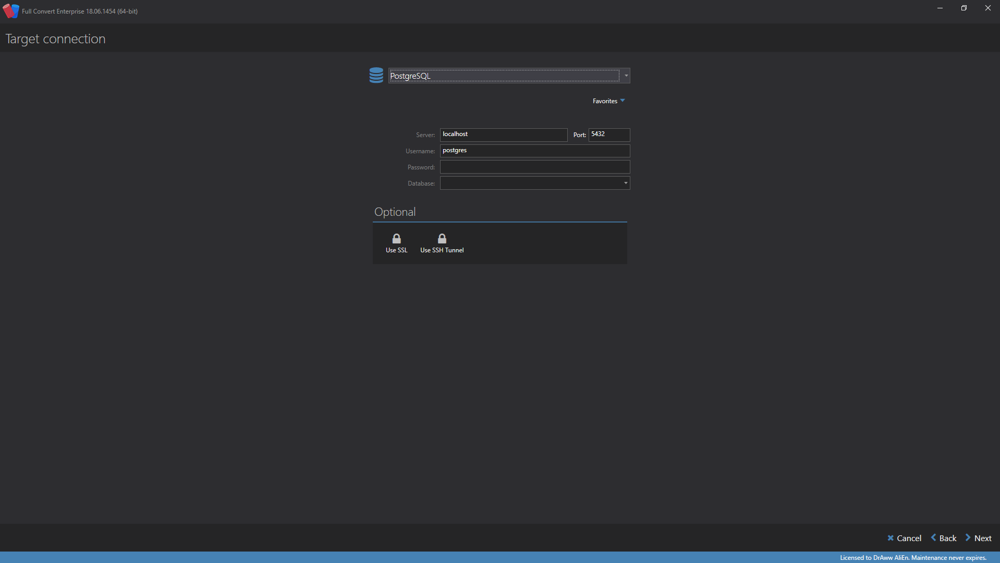 Full Convert Enterprise 18.06.1454 (64-bit)
Target connection
PostgreSQL
Favorites
Server: localhost Port: 5432
Username: postgres
Password:
Database:
Optional
Use SSL Use SSH Tunnel
Cancel Back Next
Licensed to DrAww AliEn. Maintenance never expires.